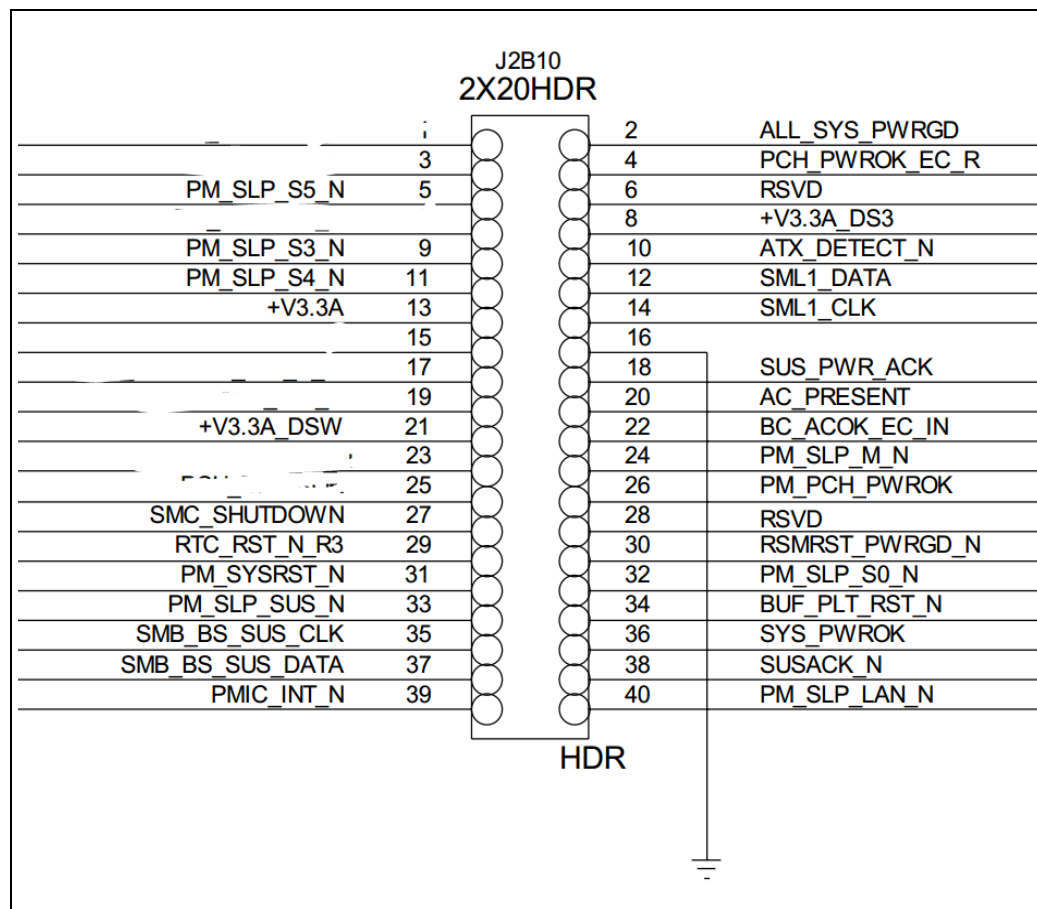 J2B10
2X20HDR
2 ALL_SYS_PWRGD
3 4 PCH_PWROK_EC_R
PM_SLP_S5_N 5 6 RSVD
8 +V3.3A_DS3
PM_SLP_S3_N 9 10 ATX_DETECT_N
PM_SLP_S4_N 11 12 SML1_DATA
+V3.3A 13 14 SML1_CLK
15 16
17 18 SUS_PWR_ACK
19 20 AC_PRESENT
+V3.3A_DSW 21 22 BC_ACOK_EC_IN
23 24 PM_SLP_M_N
25 26 PM_PCH_PWROK
SMC_SHUTDOWN 27 28 RSVD
RTC_RST_N_R3 29 30 RSMRST_PWRGD_N
PM_SYSRST_N 31 32 PM_SLP_S0_N
PM_SLP_SUS_N 33 34 BUF_PLT_RST_N
SMB_BS_SUS_CLK 35 36 SYS_PWROK
SMB_BS_SUS_DATA 37 38 SUSACK_N
PMIC_INT_N 39 40 PM_SLP_LAN_N
HDR